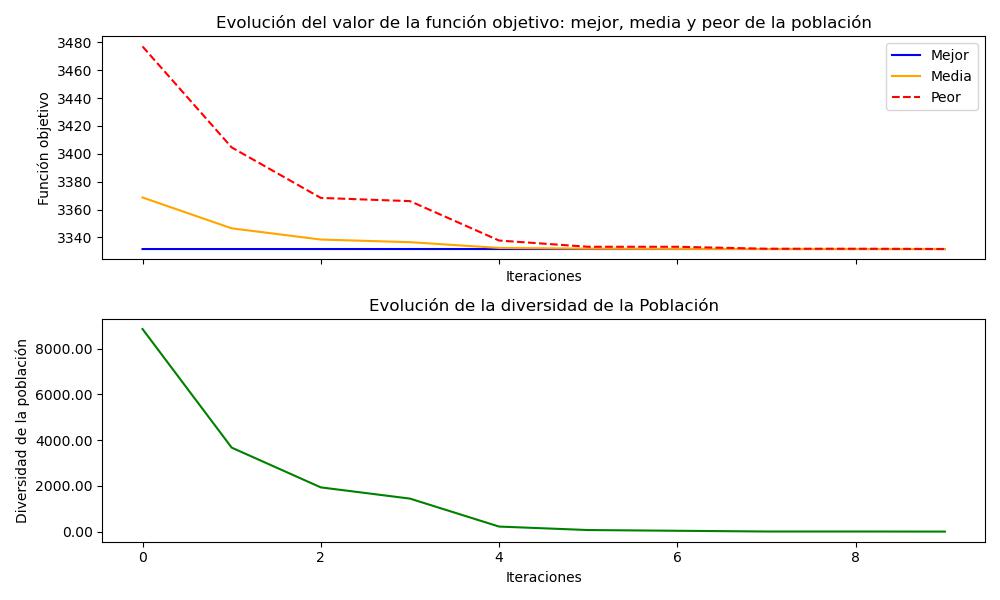 Evolución del valor de la función objetivo: mejor, media y peor de la población
3480
3460
3440
3420
3400
3380
3360
3340
Función objetivo
Mejor
Media
Peor
Iteraciones
Evolución de la diversidad de la Población
8000.00
6000.00
4000.00
2000.00
0.00
Diversidad de la población
0 2 4 6 8
Iteraciones